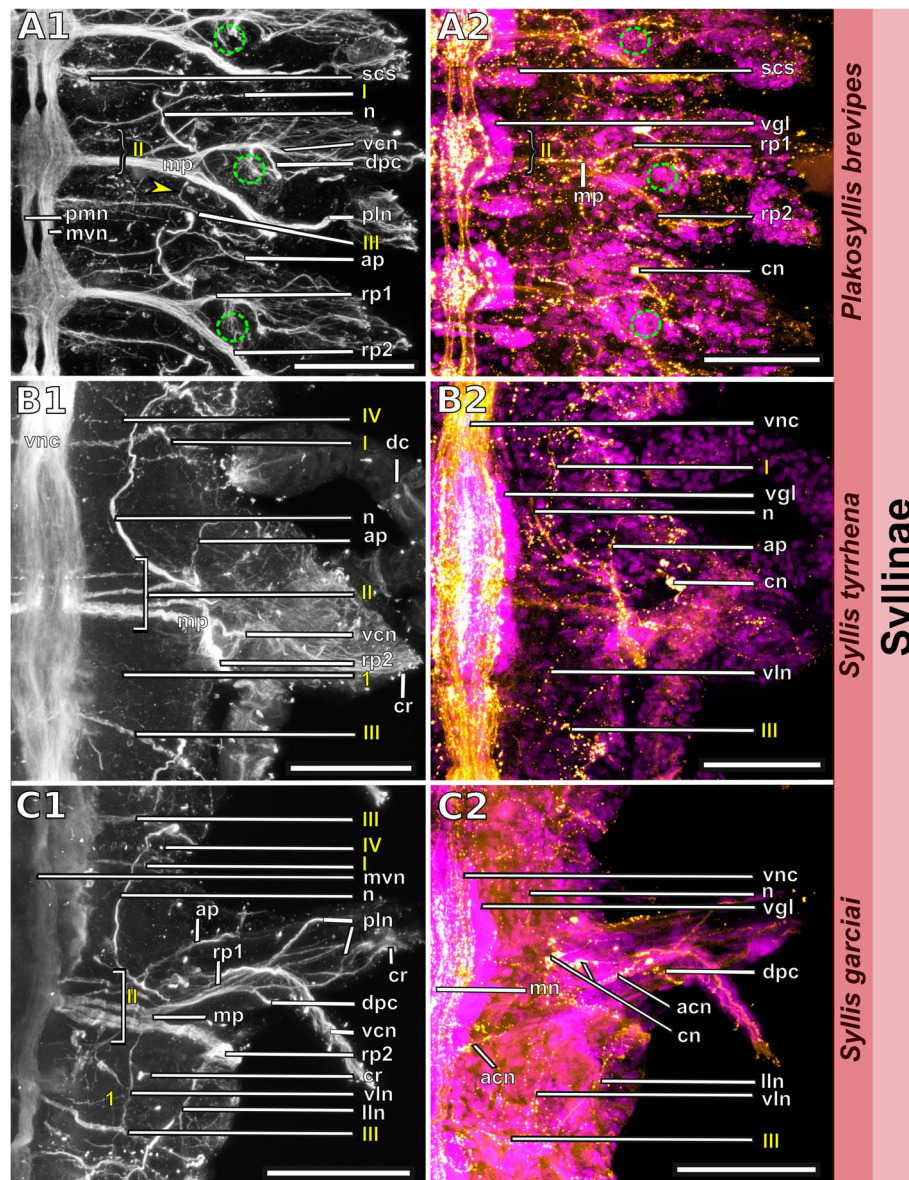 A1
scs
I
n
II
vcn
mp
dpc
pmn
pln
mvn
III
ap
rp1
rp2
A2
scs
vgl
II
rp1
mp
rp2
cn
Plakosyllis brevipes
B1
IV
vnc
I
dc
n
ap
II
mp
vcn
rp2
1
cr
III
B2
vnc
I
vgl
n
ap
cn
vln
III
Syllis tyrrhena
Syllinae
C1
III
IV
I
mvn
n
ap
pln
rp1
cr
II
dpc
mp
vcn
rp2
cr
1
vln
lln
III
C2
vnc
n
vgl
dpc
mn
acn
cn
acn
lln
vln
III
Syllis garciai